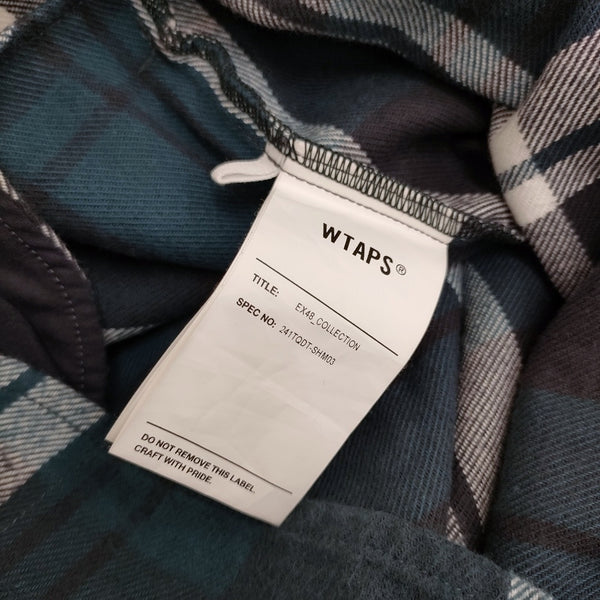 WTAPS®
TITLE: EX48_COLLECTION
SPEC NO: 241TQDT-SHM03
DO NOT REMOVE THIS LABEL.
CRAFT WITH PRIDE.